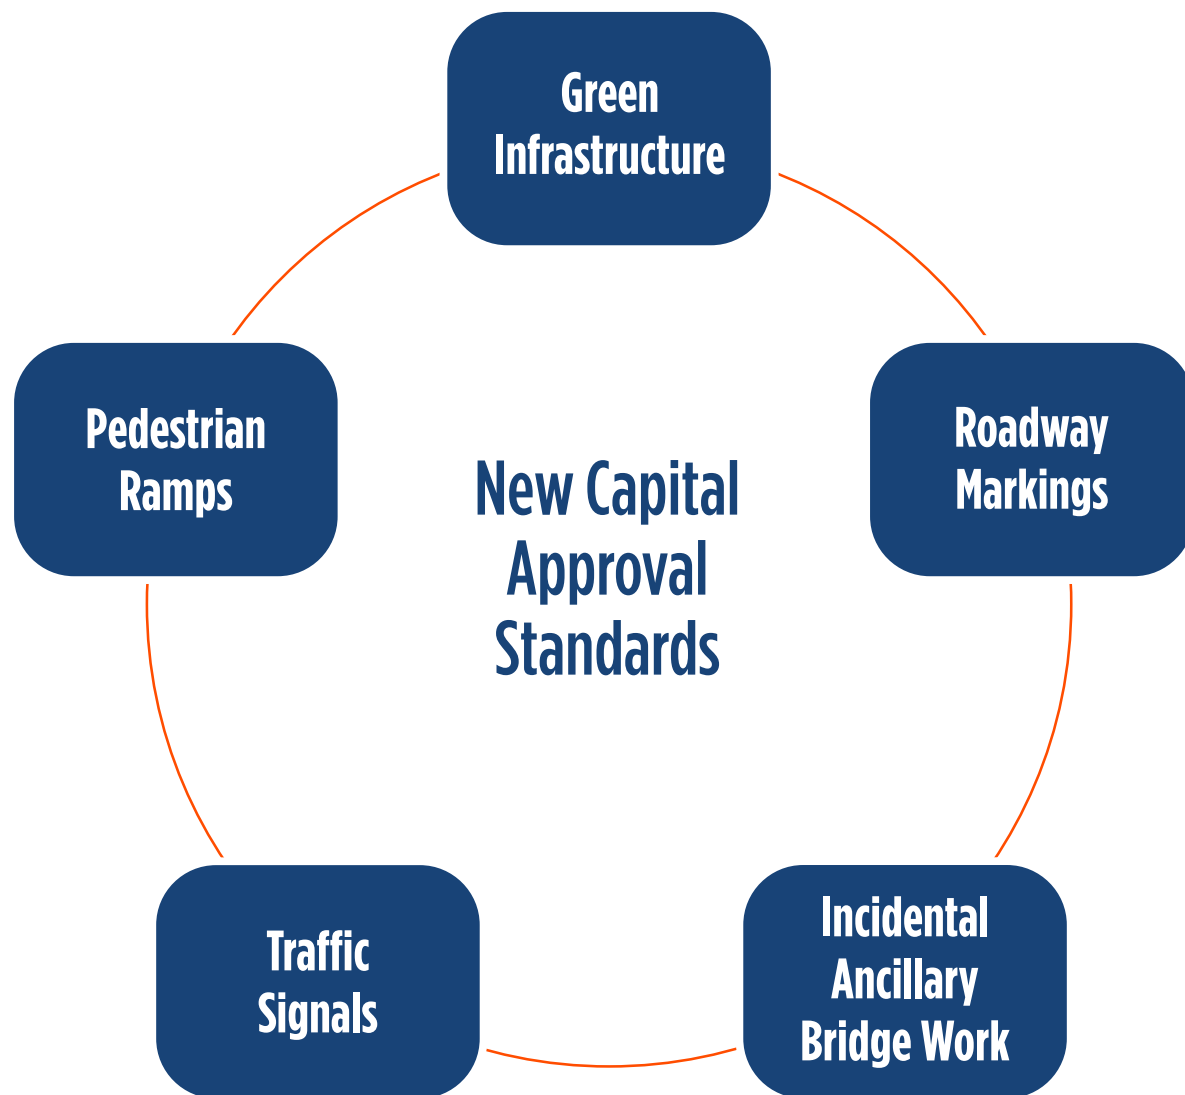 Green
Infrastructure
Roadway
Markings
Incidental
Ancillary
Bridge Work
Traffic
Signals
Pedestrian
Ramps
New Capital
Approval
Standards